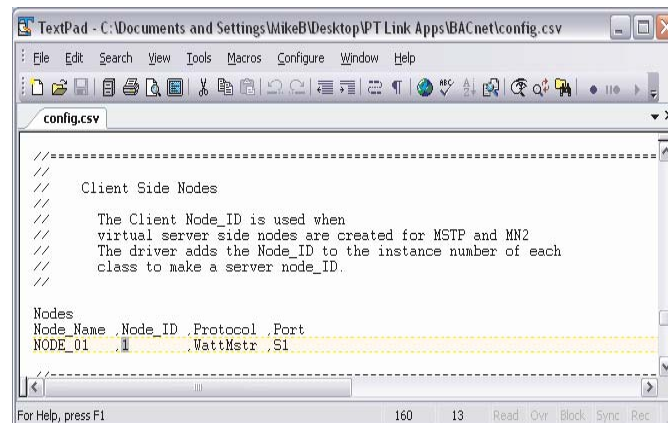 TextPad - C:\Documents and Settings\MikeB\Desktop\PT Link Apps\BACnet\config.csv
File Edit Search View Tools Macros Configure Window Help
config.csv
//=============================================================================
//
// Client Side Nodes
//
// The Client Node_ID is used when
// virtual server side nodes are created for MSTP and MN2
// The driver adds the Node_ID to the instance number of each
// class to make a server node_ID.
//
Nodes
Node_Name ,Node_ID ,Protocol ,Port
NODE_01 ,1 ,WattMstr ,S1
For Help, press F1 160 13 Read Ovr Block Sync Rec